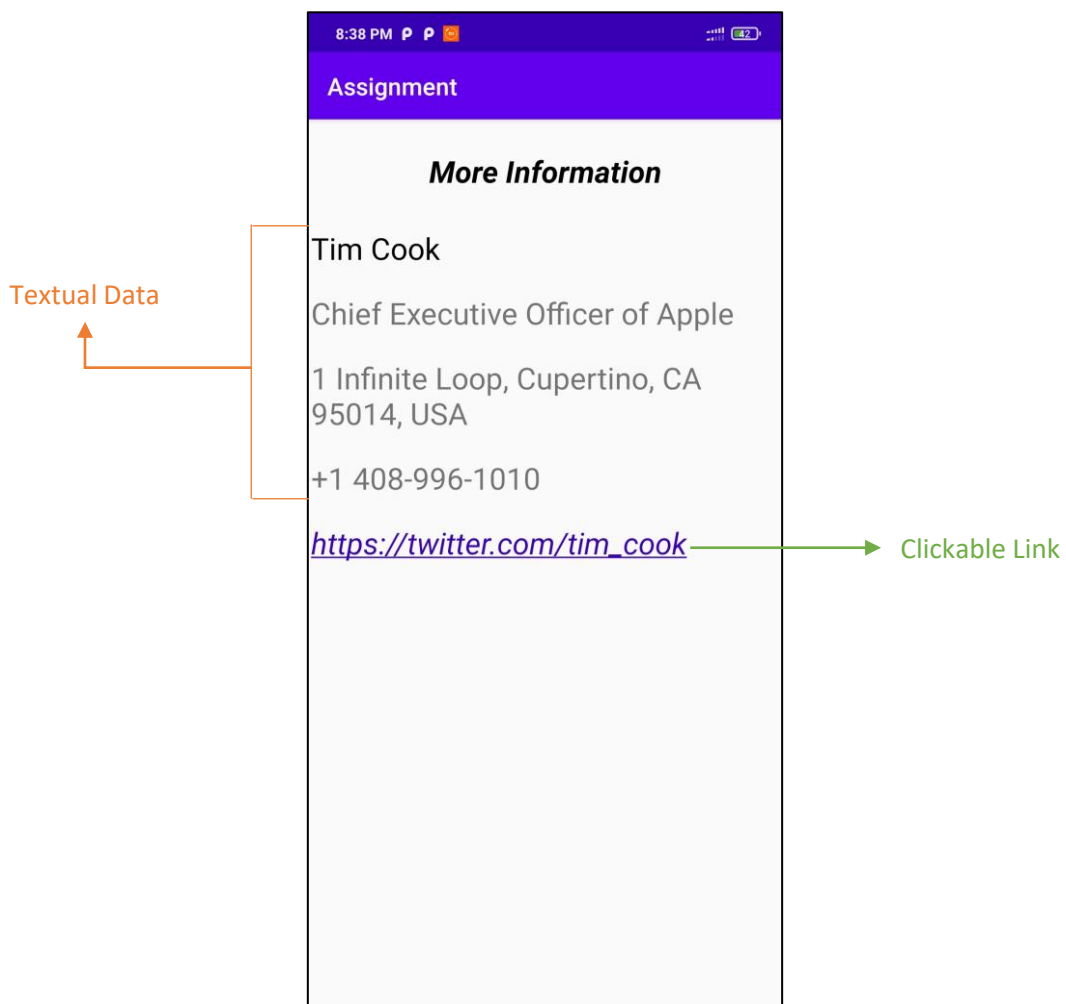 8:38 PM
42
Assignment
More Information
Tim Cook
Textual Data
Chief Executive Officer of Apple
1 Infinite Loop, Cupertino, CA
95014, USA
+1 408-996-1010
https://twitter.com/tim_cook
Clickable Link